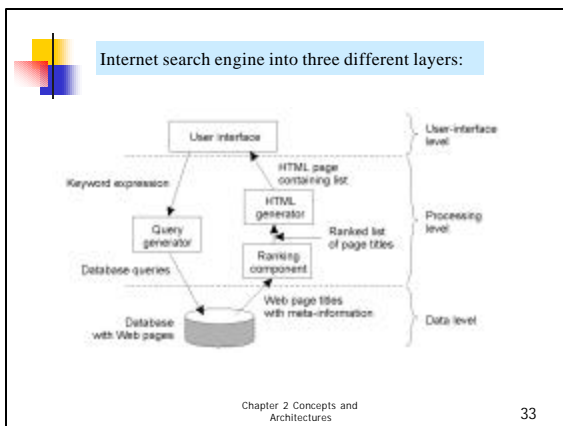 Internet search engine into three different layers:
User interface
User-interface
level
HTML page
containing list
Keyword expression
HTML
generator
Processing
level
Query
generator
Ranked list
of page titles
Ranking
component
Database queries
Web page titles
with meta-information
Database
with Web pages
Data level
Chapter 2 Concepts and
Architectures
33